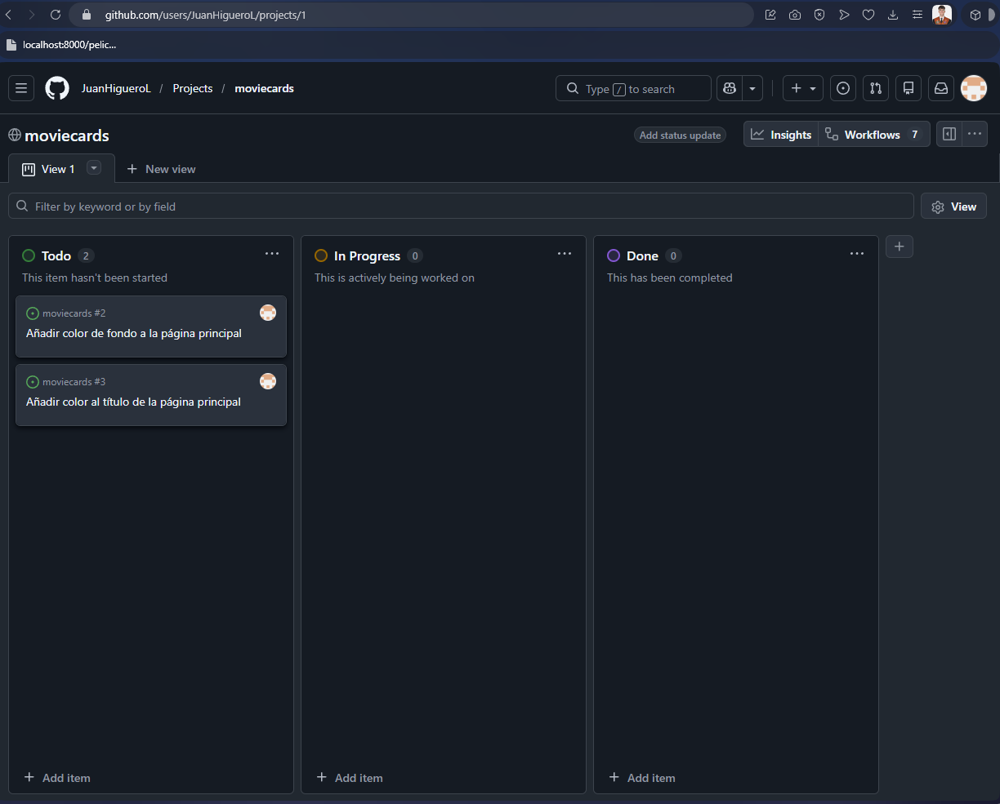 github.com/users/JuanHigueroL/projects/1
localhost:8000/pelic...
JuanHigueroL / Projects / moviecards
Type / to search
moviecards
Add status update
Insights
Workflows 7
View 1
New view
Filter by keyword or by field
View
Todo 2
This item hasn't been started
moviecards #2
Añadir color de fondo a la página principal
moviecards #3
Añadir color al título de la página principal
Add item
In Progress 0
This is actively being worked on
Add item
Done 0
This has been completed
Add item